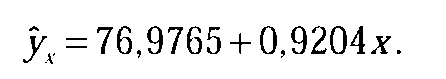 ŷₓ = 76,9765 + 0,9204x.